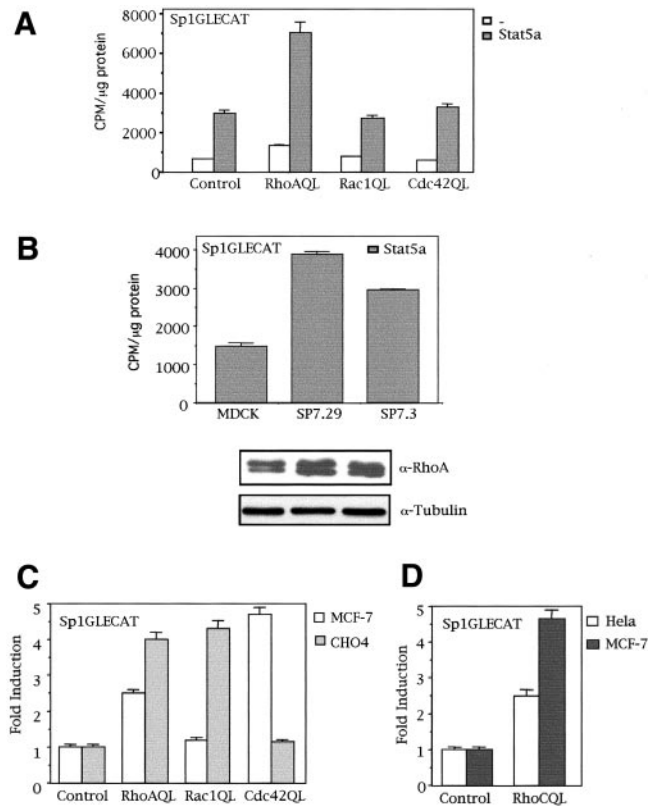 A
Sp1GLECAT
-
Stat5a
CPM/µg protein
8000
6000
4000
2000
0
Control RhoAQL Rac1QL Cdc42QL
B
Sp1GLECAT
Stat5a
CPM/µg protein
4000
3000
2000
1000
0
MDCK SP7.29 SP7.3
α-RhoA
α-Tubulin
C
Sp1GLECAT
MCF-7
CHO4
Fold Induction
5
4
3
2
1
0
Control RhoAQL Rac1QL Cdc42QL
D
Sp1GLECAT
Hela
MCF-7
Fold Induction
5
4
3
2
1
0
Control RhoCQL